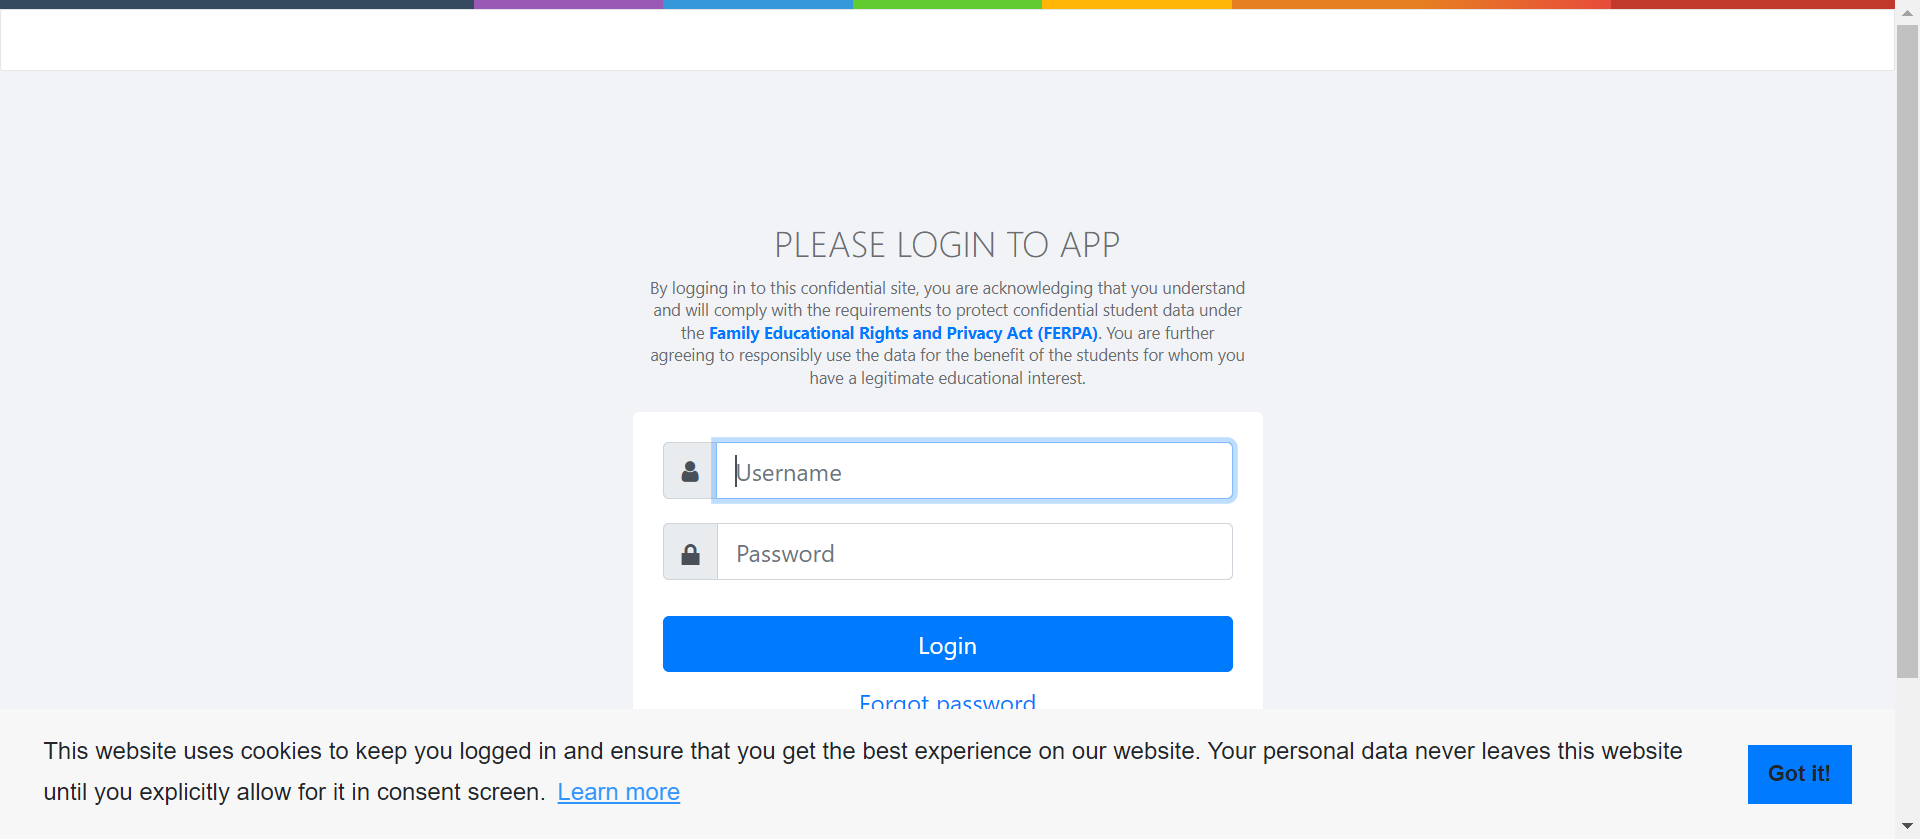 PLEASE LOGIN TO APP
By logging in to this confidential site, you are acknowledging that you understand
and will comply with the requirements to protect confidential student data under
the Family Educational Rights and Privacy Act (FERPA). You are further
agreeing to responsibly use the data for the benefit of the students for whom you
have a legitimate educational interest.
Username
Password
Login
Forgot password
This website uses cookies to keep you logged in and ensure that you get the best experience on our website. Your personal data never leaves this website
until you explicitly allow for it in consent screen. Learn more
Got it!